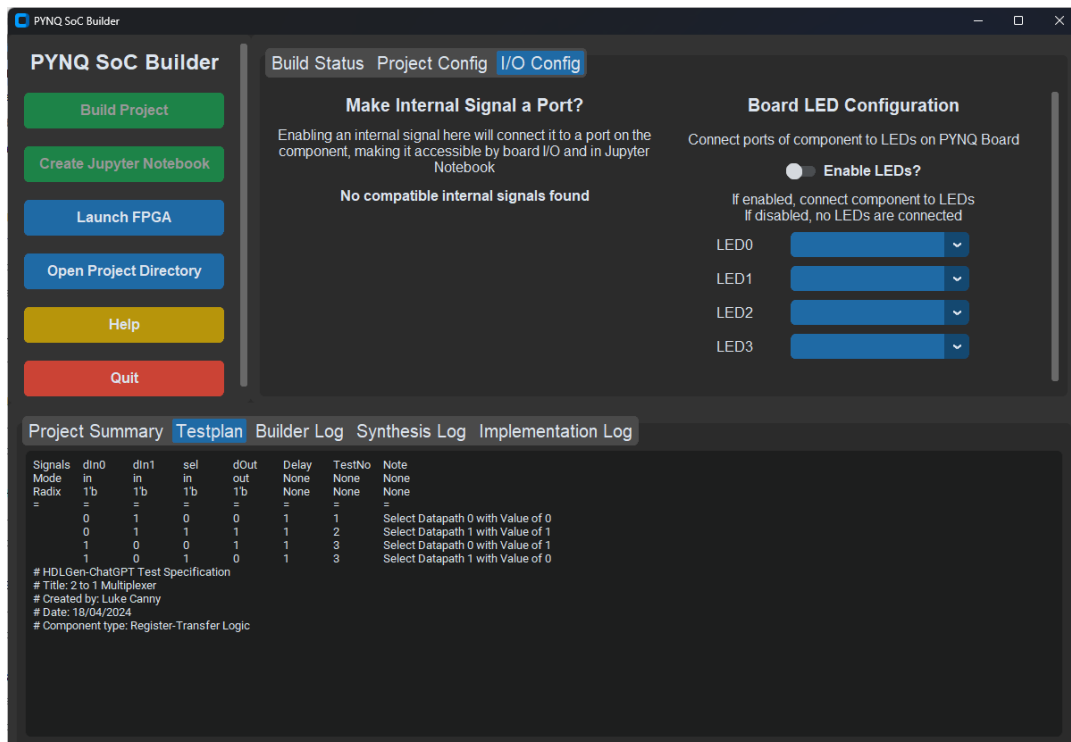 PYNQ SoC Builder
PYNQ SoC Builder
Build Project
Create Jupyter Notebook
Launch FPGA
Open Project Directory
Help
Quit
Build Status Project Config I/O Config
Make Internal Signal a Port?
Enabling an internal signal here will connect it to a port on the
component, making it accessible by board I/O and in Jupyter
Notebook
No compatible internal signals found
Board LED Configuration
Connect ports of component to LEDs on PYNQ Board
Enable LEDs?
If enabled, connect component to LEDs
If disabled, no LEDs are connected
LED0
LED1
LED2
LED3
Project Summary Testplan Builder Log Synthesis Log Implementation Log
Signals dIn0 dIn1 sel dOut Delay TestNo Note
Mode in in in out None None None
Radix 1'b 1'b 1'b 1'b None None None
= = = = = = = =
0 1 0 0 1 1 Select Datapath 0 with Value of 0
0 1 1 1 1 2 Select Datapath 1 with Value of 1
1 0 0 1 1 3 Select Datapath 0 with Value of 1
1 0 1 0 1 3 Select Datapath 1 with Value of 0
# HDLGen-ChatGPT Test Specification
# Title: 2 to 1 Multiplexer
# Created by: Luke Canny
# Date: 18/04/2024
# Component type: Register-Transfer Logic